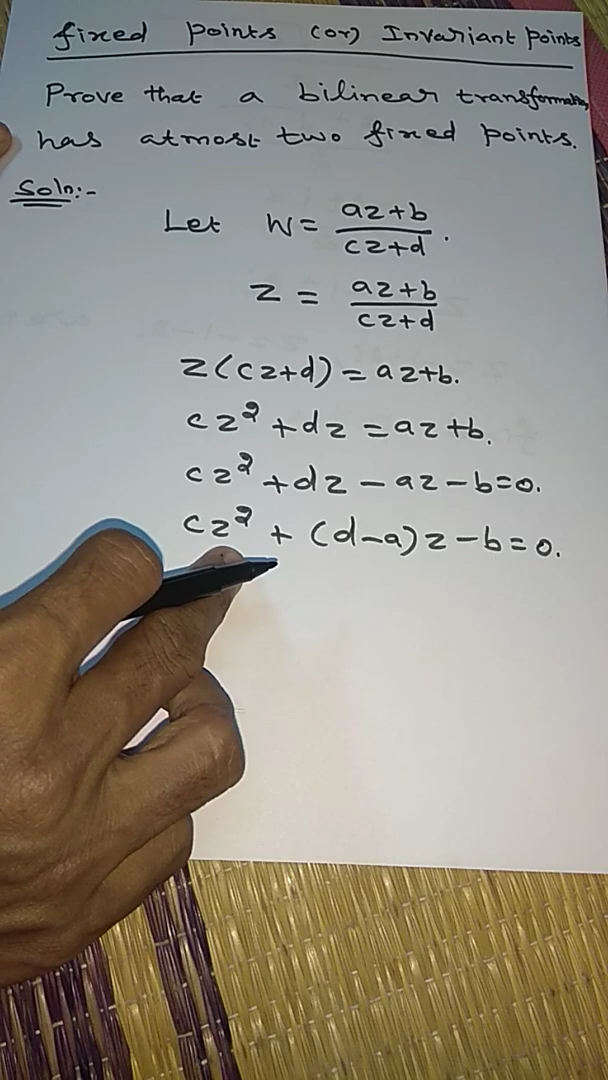 fixed points (or) Invariant points
Prove that a bilinear transformation
has atmost two fixed points.
Soln:-
Let W = az+b / cz+d .
z = az+b / cz+d
z(cz+d) = az+b.
cz² + dz = az+b.
cz² + dz - az - b = 0.
cz² + (d-a)z - b = 0.